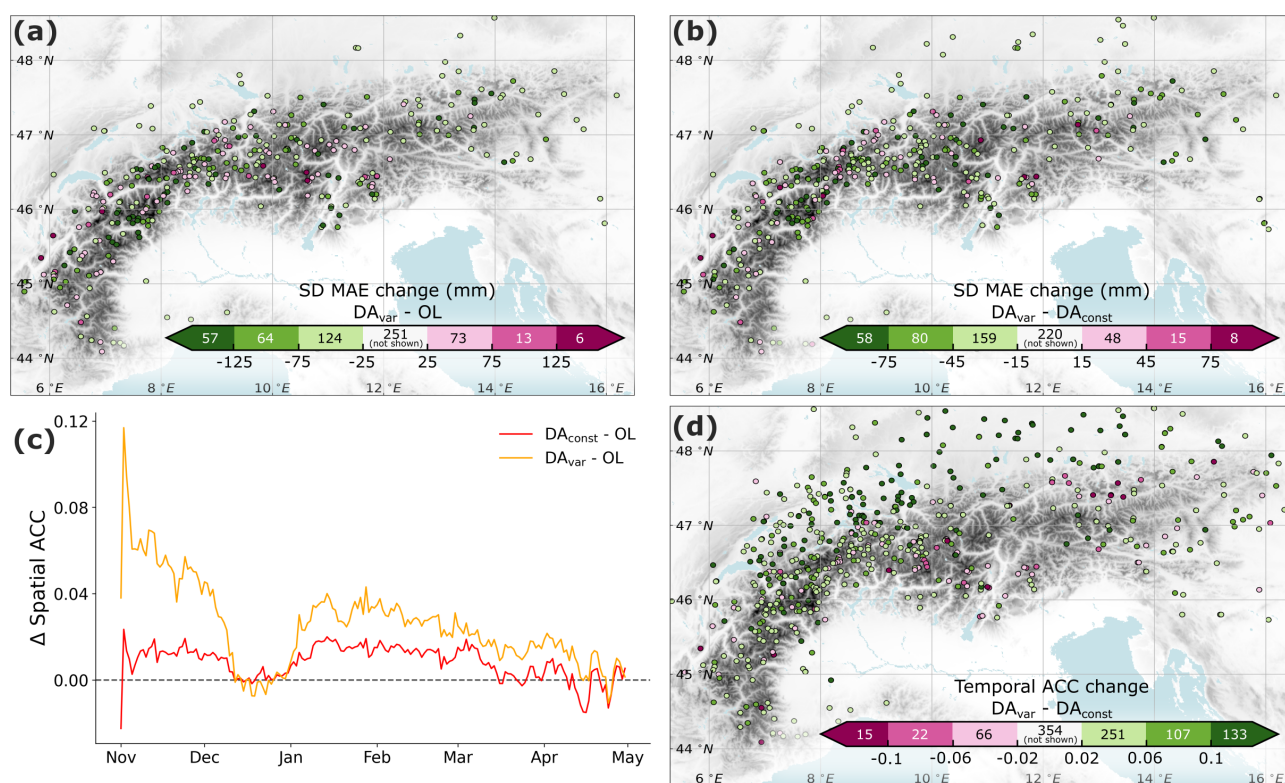 (a)
48 °N
47 °N
46 °N
45 °N
44 °N
SD MAE change (mm)
DAvar - OL
57 64 124 251 (not shown) 73 13 6
-125 -75 -25 25 75 125
6 °E 8 °E 10 °E 12 °E 14 °E 16 °E
(b)
48 °N
47 °N
46 °N
45 °N
44 °N
SD MAE change (mm)
DAvar - DAconst
58 80 159 220 (not shown) 48 15 8
-75 -45 -15 15 45 75
6 °E 8 °E 10 °E 12 °E 14 °E 16 °E
(c)
Δ Spatial ACC
0.12
0.08
0.04
0.00
DAconst - OL
DAvar - OL
Nov Dec Jan Feb Mar Apr May
(d)
48 °N
47 °N
46 °N
45 °N
44 °N
Temporal ACC change
DAvar - DAconst
15 22 66 354 (not shown) 251 107 133
-0.1 -0.06 -0.02 0.02 0.06 0.1
6 °E 8 °E 10 °E 12 °E 14 °E 16 °E